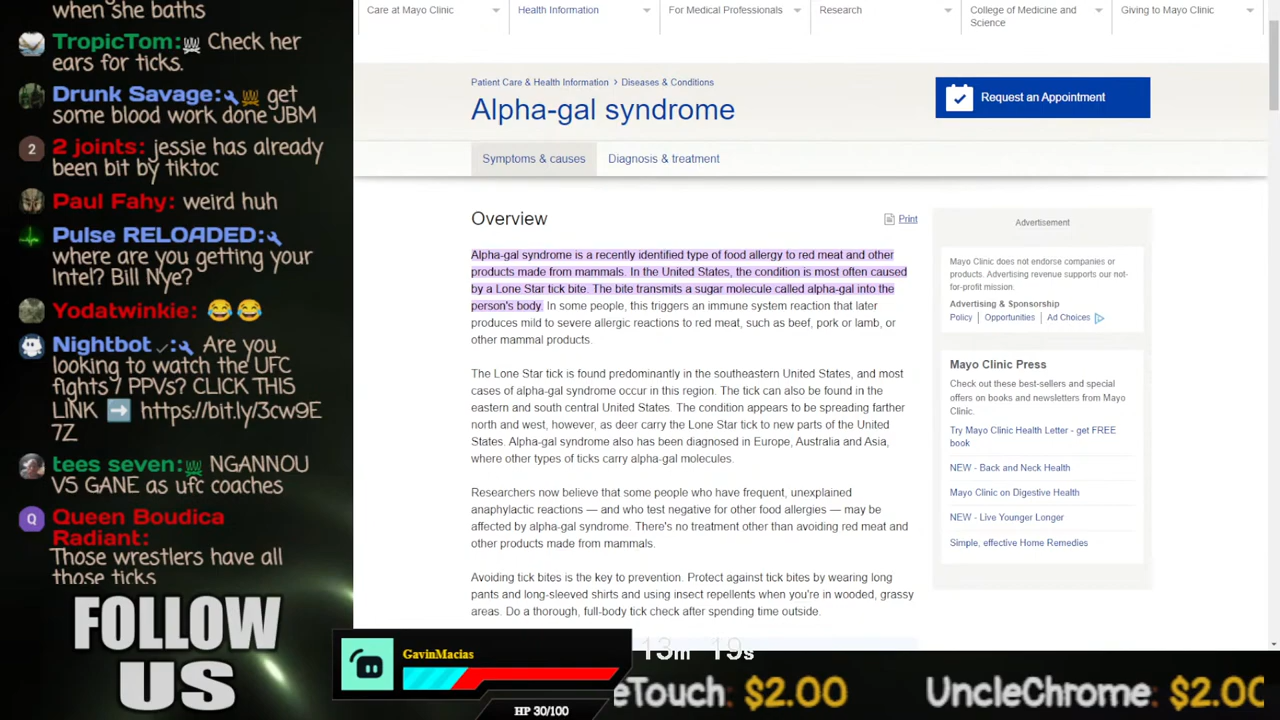 when she baths
TropicTom: Check her
ears for ticks.
Drunk Savage: get
some blood work done JBM
2 joints: jessie has already
been bit by tiktoc
Paul Fahy: weird huh
Pulse RELOADED:
where are you getting your
Intel? Bill Nye?
Yodatwinkie: 😂😂
Nightbot ✓: Are you
looking to watch the UFC
fights / PPVs? CLICK THIS
LINK ➡️ https://bit.ly/3cw9E
7Z
tees seven: NGANNOU
VS GANE as ufc coaches
Queen Boudica
Radiant:
Those wrestlers have all
those ticks
FOLLOW
US
Care at Mayo Clinic
Health Information
For Medical Professionals
Research
College of Medicine and
Science
Giving to Mayo Clinic
Patient Care & Health Information > Diseases & Conditions
Alpha-gal syndrome
Request an Appointment
Symptoms & causes
Diagnosis & treatment
Overview
Print
Alpha-gal syndrome is a recently identified type of food allergy to red meat and other
products made from mammals. In the United States, the condition is most often caused
by a Lone Star tick bite. The bite transmits a sugar molecule called alpha-gal into the
person's body. In some people, this triggers an immune system reaction that later
produces mild to severe allergic reactions to red meat, such as beef, pork or lamb, or
other mammal products.
The Lone Star tick is found predominantly in the southeastern United States, and most
cases of alpha-gal syndrome occur in this region. The tick can also be found in the
eastern and south central United States. The condition appears to be spreading farther
north and west, however, as deer carry the Lone Star tick to new parts of the United
States. Alpha-gal syndrome also has been diagnosed in Europe, Australia and Asia,
where other types of ticks carry alpha-gal molecules.
Researchers now believe that some people who have frequent, unexplained
anaphylactic reactions — and who test negative for other food allergies — may be
affected by alpha-gal syndrome. There's no treatment other than avoiding red meat and
other products made from mammals.
Avoiding tick bites is the key to prevention. Protect against tick bites by wearing long
pants and long-sleeved shirts and using insect repellents when you're in wooded, grassy
areas. Do a thorough, full-body tick check after spending time outside.
Advertisement
Mayo Clinic does not endorse companies or
products. Advertising revenue supports our not-
for-profit mission.
Advertising & Sponsorship
Policy
Opportunities
Ad Choices
Mayo Clinic Press
Check out these best-sellers and special
offers on books and newsletters from Mayo
Clinic.
Try Mayo Clinic Health Letter - get FREE
book
NEW - Back and Neck Health
Mayo Clinic on Digestive Health
NEW - Live Younger Longer
Simple, effective Home Remedies
GavinMacias
HP 30/100
13m 19s
eTouch: $2.00
UncleChrome: $2.00
2
Q